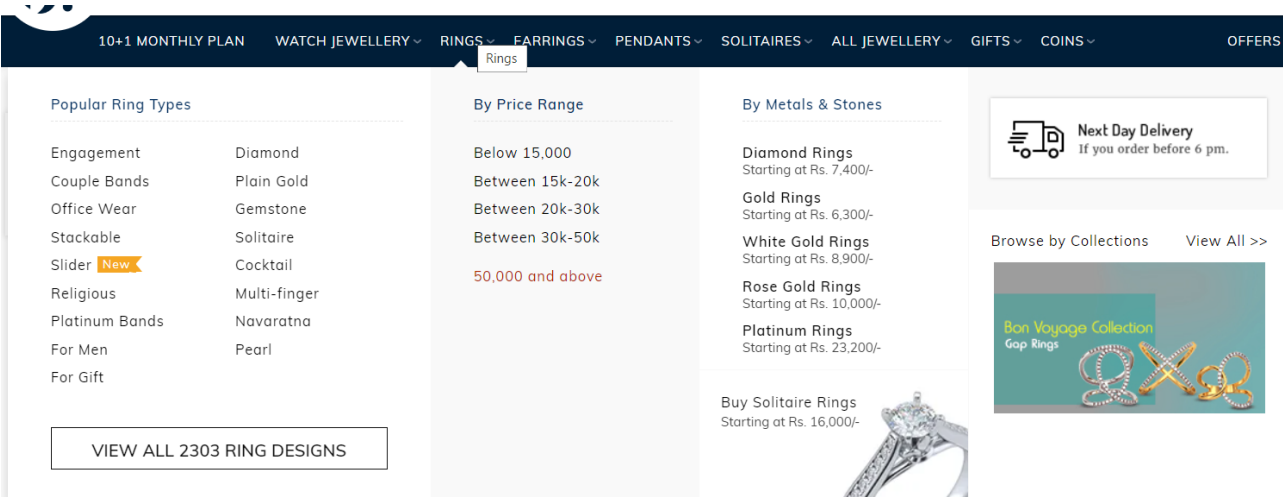 10+1 MONTHLY PLAN WATCH JEWELLERY RINGS EARRINGS PENDANTS SOLITAIRES ALL JEWELLERY GIFTS COINS OFFERS
Rings
Popular Ring Types
Engagement
Couple Bands
Office Wear
Stackable
Slider New
Religious
Platinum Bands
For Men
For Gift
Diamond
Plain Gold
Gemstone
Solitaire
Cocktail
Multi-finger
Navaratna
Pearl
VIEW ALL 2303 RING DESIGNS
By Price Range
Below 15,000
Between 15k-20k
Between 20k-30k
Between 30k-50k
50,000 and above
By Metals & Stones
Diamond Rings
Starting at Rs. 7,400/-
Gold Rings
Starting at Rs. 6,300/-
White Gold Rings
Starting at Rs. 8,900/-
Rose Gold Rings
Starting at Rs. 10,000/-
Platinum Rings
Starting at Rs. 23,200/-
Buy Solitaire Rings
Starting at Rs. 16,000/-
Next Day Delivery
If you order before 6 pm.
Browse by Collections View All >>
Bon Voyage Collection
Gap Rings